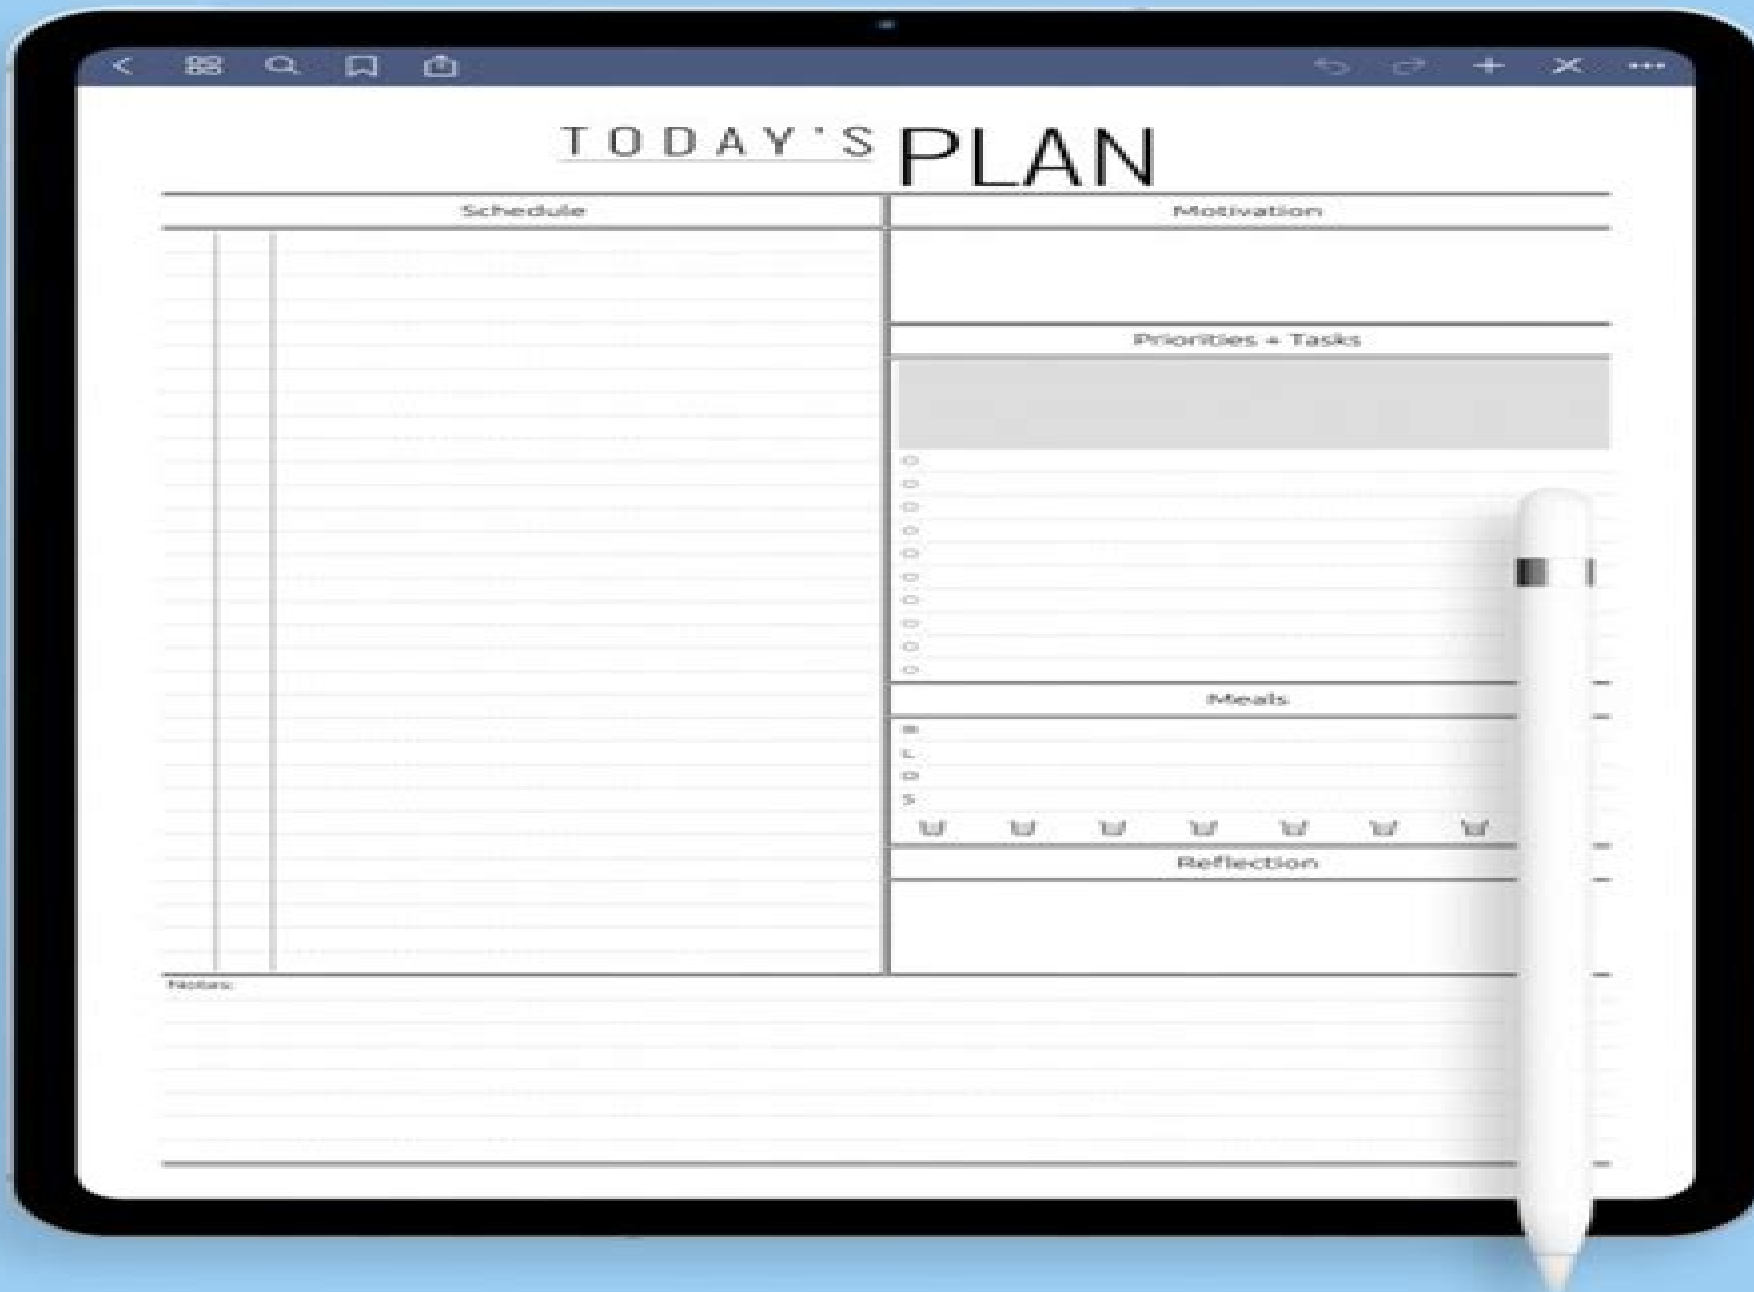 TODAY'S PLAN
Schedule
Motivation
Priorities + Tasks
Meals
B
L
D
S
Reflection
Notes: